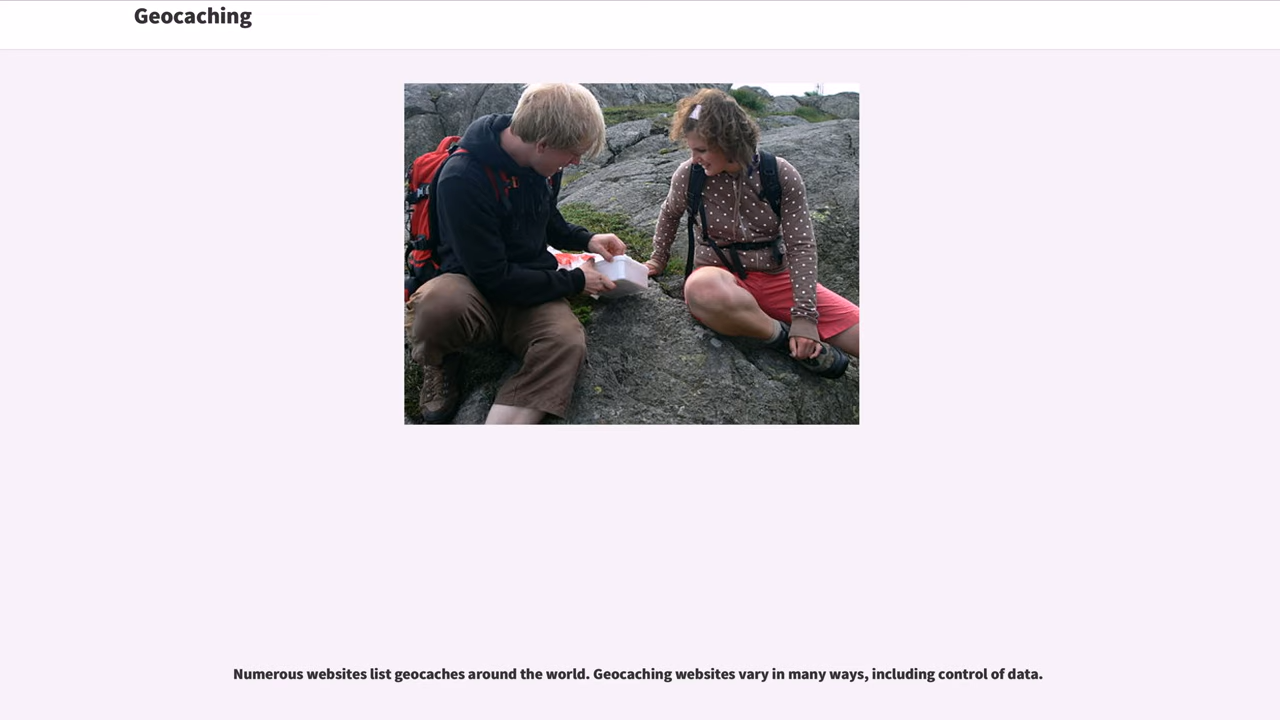 Geocaching
Numerous websites list geocaches around the world. Geocaching websites vary in many ways, including control of data.